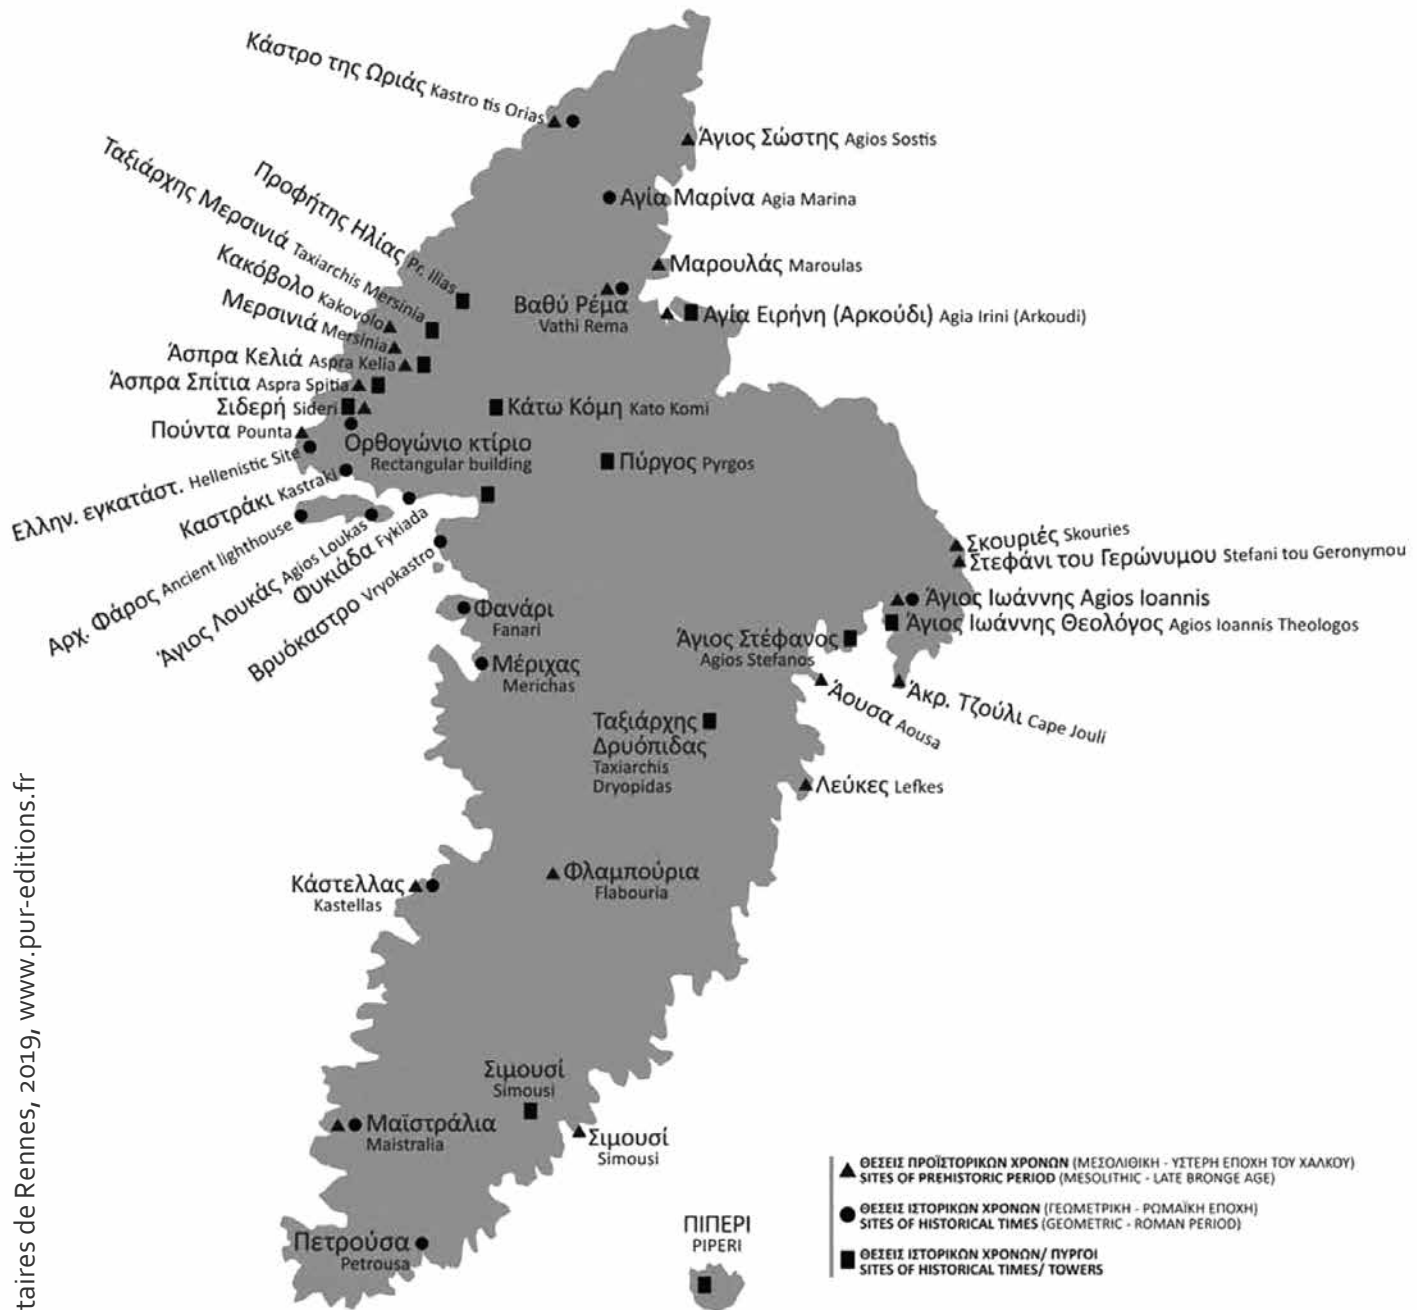 Κάστρο της Ωριάς Kastro tis Orias
Άγιος Σώστης Agios Sostis
Ταξιάρχης Μερσινιά Taxiarchis Mersinia
Προφήτης Ηλίας Pr. Ilias
Αγία Μαρίνα Agia Marina
Κακόβολο Kakovolo
Μαρουλάς Maroulas
Μερσινιά Mersinia
Βαθύ Ρέμα
Vathi Rema
Αγία Ειρήνη (Αρκούδι) Agia Irini (Arkoudi)
Άσπρα Κελιά Aspra Kelia
Άσπρα Σπίτια Aspra Spitia
Σιδερή Sideri
Κάτω Κόμη Kato Komi
Πούντα Pounta
Ορθογώνιο κτίριο
Rectangular building
Πύργος Pyrgos
Ελλην. εγκατάστ. Hellenistic Site
Καστράκι Kastraki
Αρχ. Φάρος Ancient lighthouse
Άγιος Λουκάς Agios Loukas
Φυκιάδα Fykiada
Βρυόκαστρο Vryokastro
Σκουριές Skouries
Στεφάνι του Γερώνυμου Stefani tou Geronymou
Άγιος Ιωάννης Agios Ioannis
Φανάρι
Fanari
Άγιος Ιωάννης Θεολόγος Agios Ioannis Theologos
Άγιος Στέφανος
Agios Stefanos
Μέριχας
Merichas
Άουσα Aousa
Άκρ. Τζούλι Cape Jouli
Ταξιάρχης
Δρυόπιδας
Taxiarchis
Dryopidas
Λεύκες Lefkes
Κάστελλας
Kastellas
Φλαμπούρια
Flabouria
Σιμουσί
Simousi
Μαϊστράλια
Maistralia
Σιμουσί
Simousi
Πετρούσα
Petrousa
ΠΙΠΕΡΙ
PIPERI
ΘΕΣΕΙΣ ΠΡΟΪΣΤΟΡΙΚΩΝ ΧΡΟΝΩΝ (ΜΕΣΟΛΙΘΙΚΗ - ΥΣΤΕΡΗ ΕΠΟΧΗ ΤΟΥ ΧΑΛΚΟΥ)
SITES OF PREHISTORIC PERIOD (MESOLITHIC - LATE BRONGE AGE)
ΘΕΣΕΙΣ ΙΣΤΟΡΙΚΩΝ ΧΡΟΝΩΝ (ΓΕΩΜΕΤΡΙΚΗ - ΡΩΜΑΪΚΗ ΕΠΟΧΗ)
SITES OF HISTORICAL TIMES (GEOMETRIC - ROMAN PERIOD)
ΘΕΣΕΙΣ ΙΣΤΟΡΙΚΩΝ ΧΡΟΝΩΝ/ ΠΥΡΓΟΙ
SITES OF HISTORICAL TIMES/ TOWERS
taires de Rennes, 2019, www.pur-editions.fr